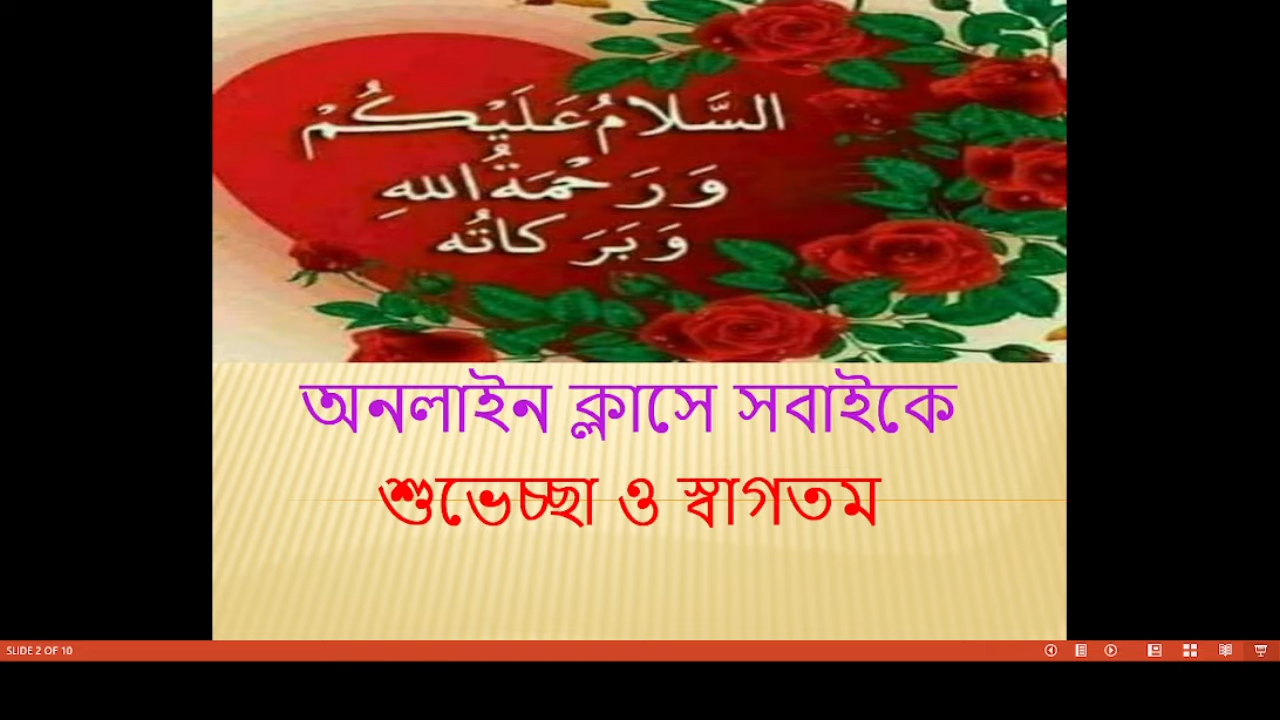 السَّلَامُ عَلَيْكُمْ
وَ رَحْمَةُ اللهِ
وَ بَرَ كَاتُه
অনলাইন ক্লাসে সবাইকে
শুভেচ্ছা ও স্বাগতম
SLIDE 2 OF 10